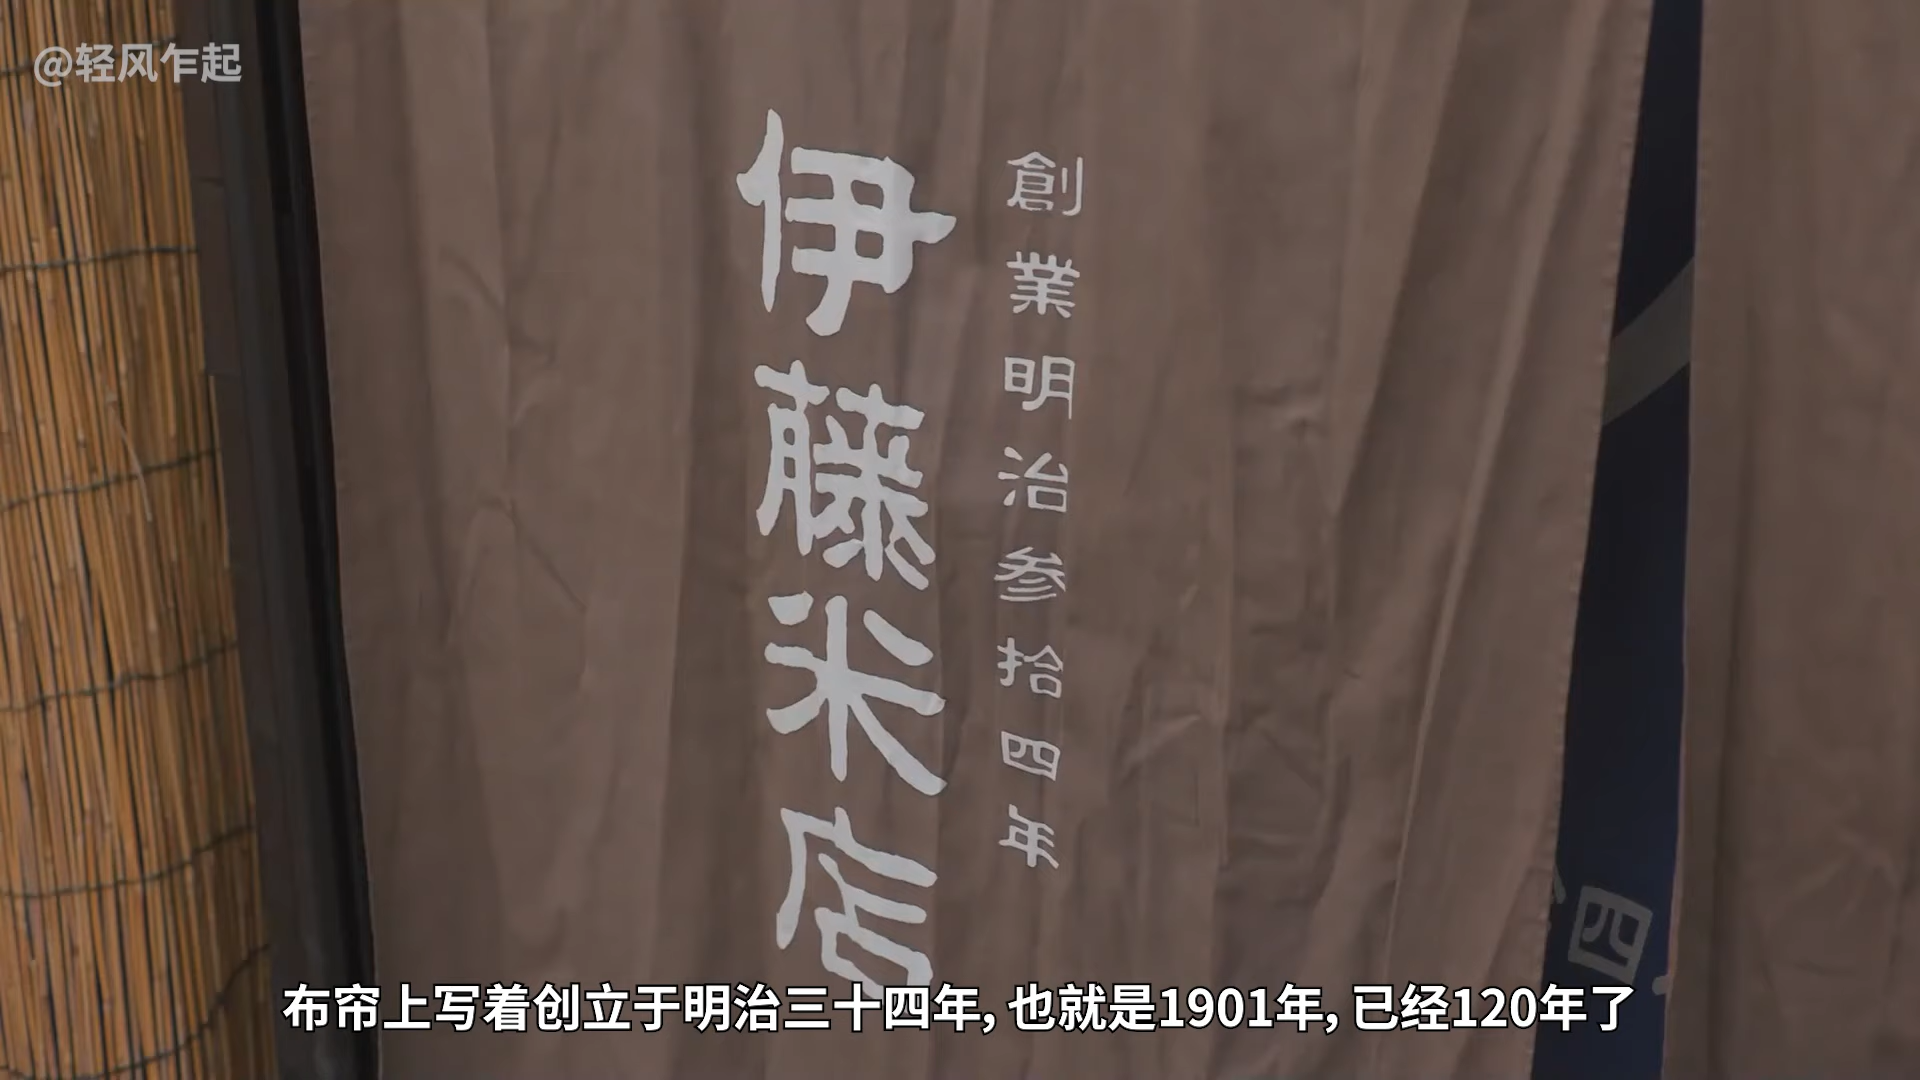 @轻风乍起
創業明治参拾四年
伊藤米店
四
布帘上写着创立于明治三十四年,也就是1901年,已经120年了